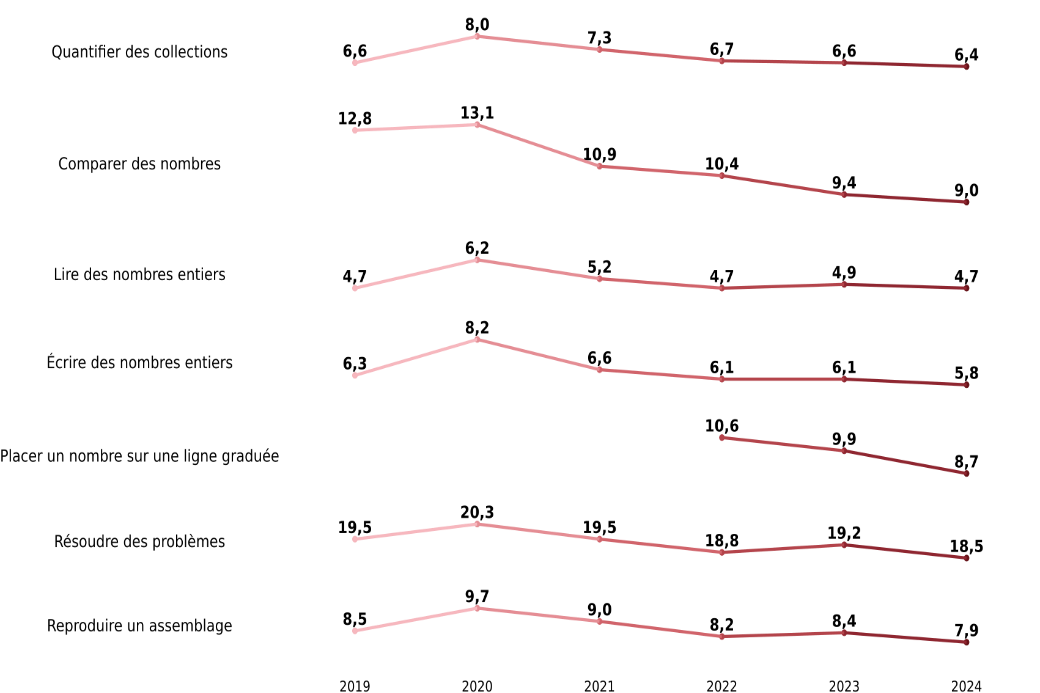 Quantifier des collections
6,6 8,0 7,3 6,7 6,6 6,4
Comparer des nombres
12,8 13,1 10,9 10,4 9,4 9,0
Lire des nombres entiers
4,7 6,2 5,2 4,7 4,9 4,7
Écrire des nombres entiers
6,3 8,2 6,6 6,1 6,1 5,8
Placer un nombre sur une ligne graduée
10,6 9,9 8,7
Résoudre des problèmes
19,5 20,3 19,5 18,8 19,2 18,5
Reproduire un assemblage
8,5 9,7 9,0 8,2 8,4 7,9
2019 2020 2021 2022 2023 2024